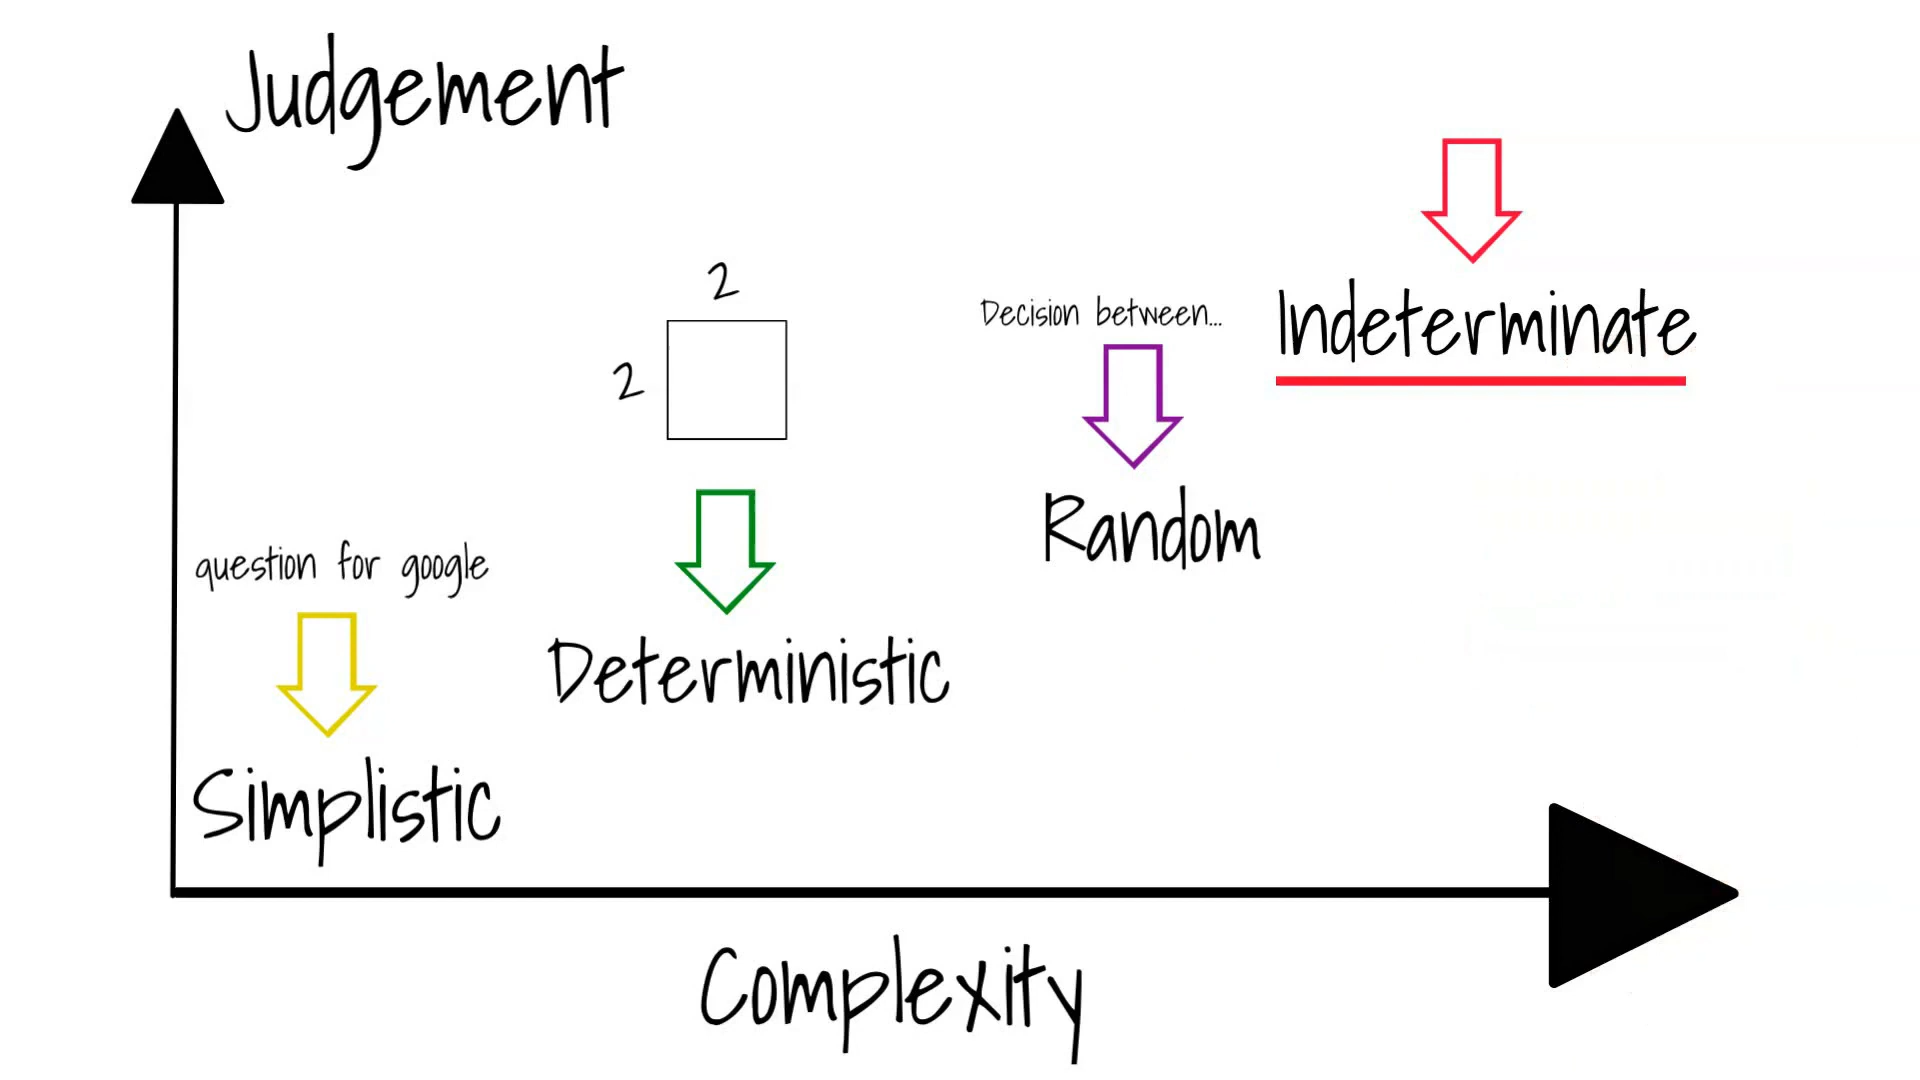 Judgement
2
2
Decision between...
Indeterminate
Random
question for google
Deterministic
Simplistic
Complexity